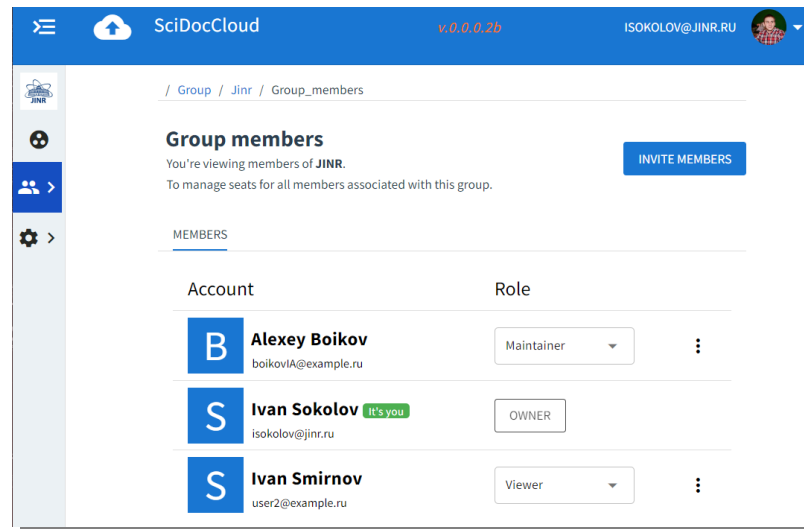 SciDocCloud
v.0.0.0.2b
ISOKOLOV@JINR.RU
JINR
/ Group / Jinr / Group_members
Group members
You're viewing members of JINR.
To manage seats for all members associated with this group.
INVITE MEMBERS
MEMBERS
Account Role
B Alexey Boikov
boikovIA@example.ru
Maintainer
S Ivan Sokolov It's you
isokolov@jinr.ru
OWNER
S Ivan Smirnov
user2@example.ru
Viewer